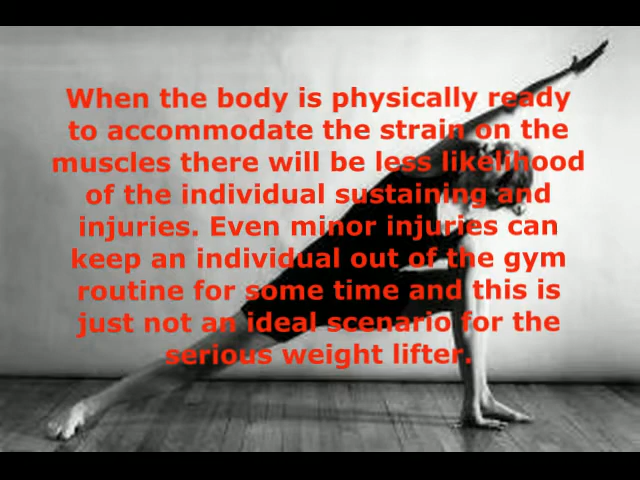 When the body is physically ready
to accommodate the strain on the
muscles there will be less likelihood
of the individual sustaining and
injuries. Even minor injuries can
keep an individual out of the gym
routine for some time and this is
just not an ideal scenario for the
serious weight lifter.